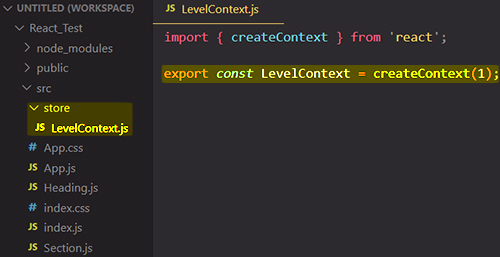 UNTITLED (WORKSPACE)
React_Test
node_modules
public
src
store
JS LevelContext.js
# App.css
JS App.js
JS Heading.js
# index.css
JS index.js
JS Section.js
JS LevelContext.js
import { createContext } from 'react';
export const LevelContext = createContext(1);